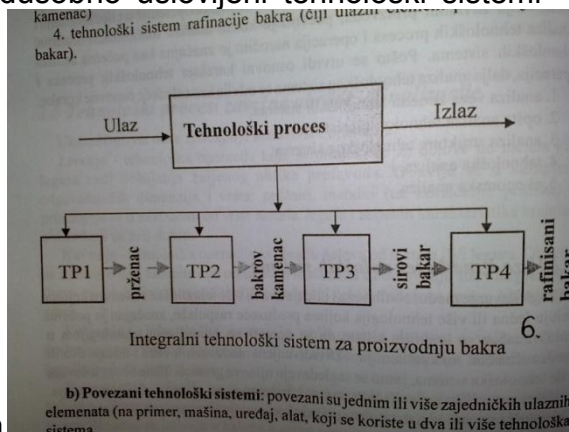 4. tehnološki sistem rafinacije bakra (čiji ulazni
bakar).
Ulaz
Tehnološki proces
Izlaz
TP1
prženac
TP2
bakrov
kamenac
TP3
sirovi
bakar
TP4
rafinisani
bakar
Integralni tehnološki sistem za proizvodnju bakra
6.
b) Povezani tehnološki sistemi: povezani su jednim ili više zajedničkih ulaznih
elemenata (na primer, mašina, uređaj, alat, koji se koriste u dva ili više tehnološka
sistema